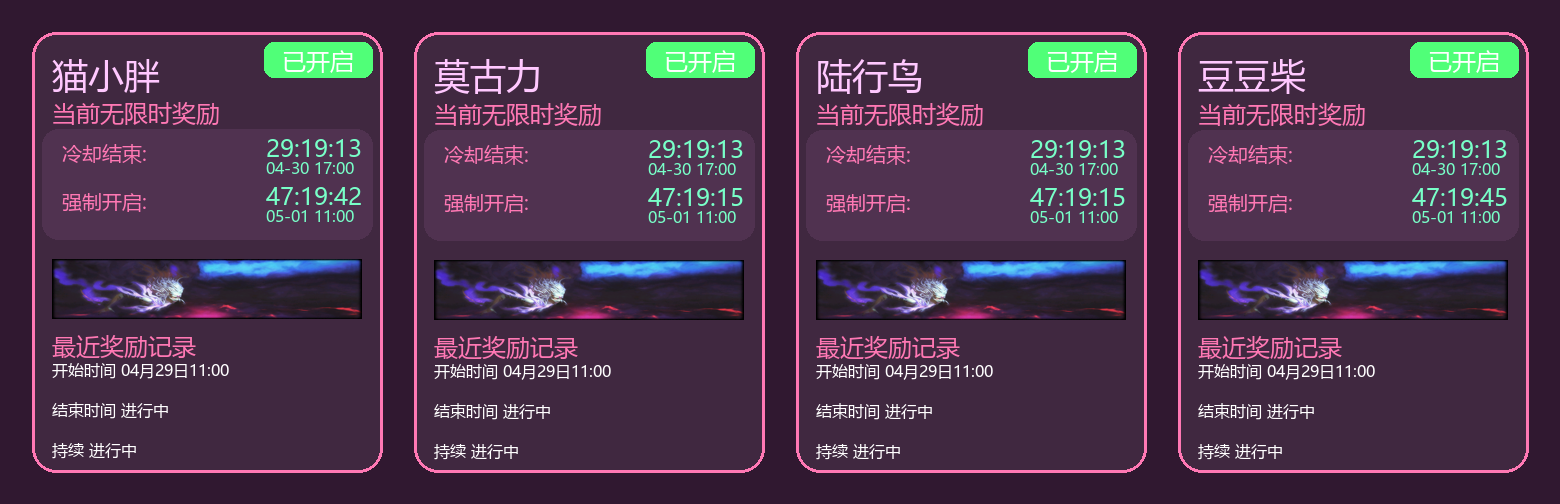 已开启
猫小胖
当前无限时奖励
冷却结束: 29:19:13
04-30 17:00
强制开启: 47:19:42
05-01 11:00
最近奖励记录
开始时间 04月29日11:00
结束时间 进行中
持续 进行中
已开启
莫古力
当前无限时奖励
冷却结束: 29:19:13
04-30 17:00
强制开启: 47:19:15
05-01 11:00
最近奖励记录
开始时间 04月29日11:00
结束时间 进行中
持续 进行中
已开启
陆行鸟
当前无限时奖励
冷却结束: 29:19:13
04-30 17:00
强制开启: 47:19:15
05-01 11:00
最近奖励记录
开始时间 04月29日11:00
结束时间 进行中
持续 进行中
已开启
豆豆柴
当前无限时奖励
冷却结束: 29:19:13
04-30 17:00
强制开启: 47:19:45
05-01 11:00
最近奖励记录
开始时间 04月29日11:00
结束时间 进行中
持续 进行中